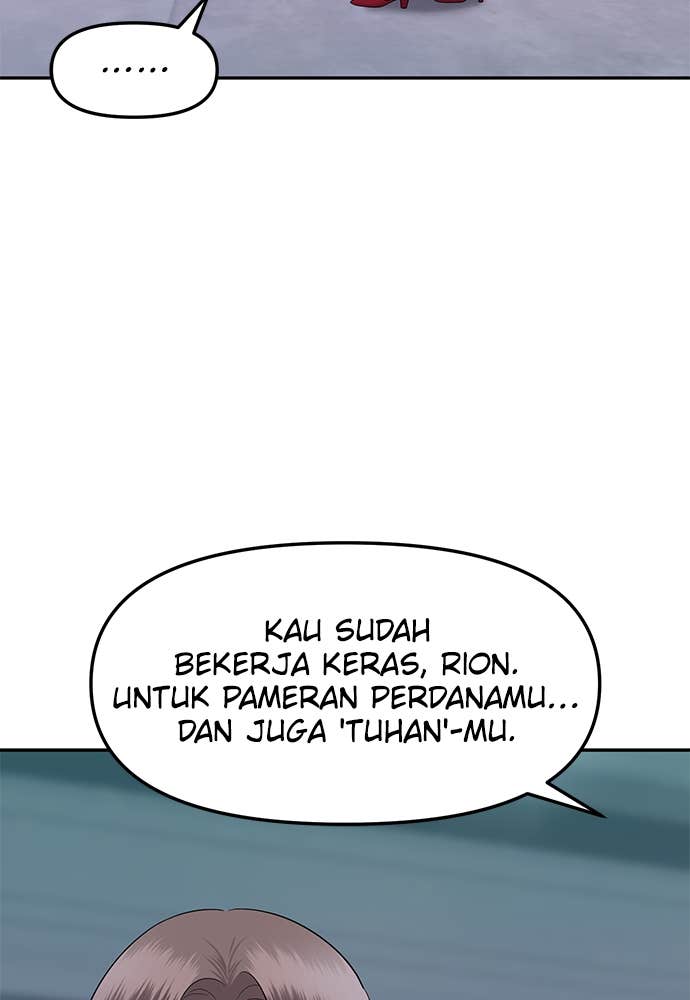 ......
KAU SUDAH
BEKERJA KERAS, RION.
UNTUK PAMERAN PERDANAMU...
DAN JUGA 'TUHAN'-MU.